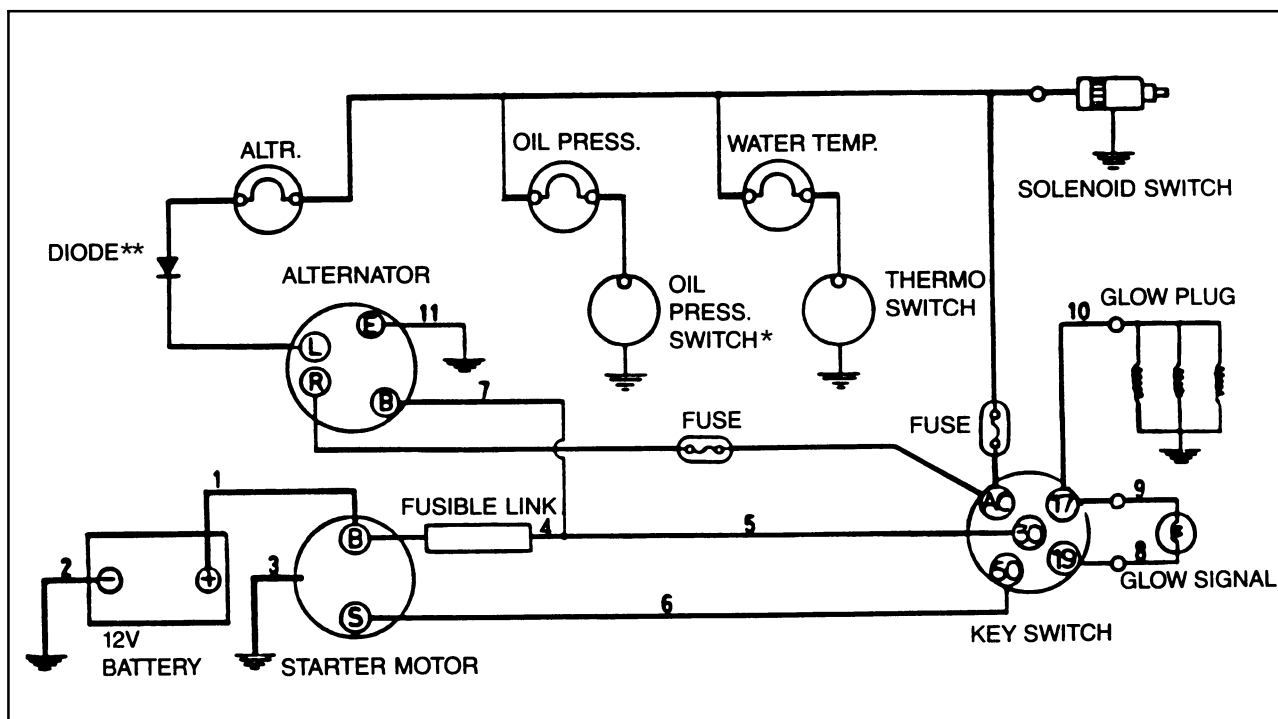 SOLENOID SWITCH
ALTR.
OIL PRESS.
WATER TEMP.
DIODE**
ALTERNATOR
OIL
PRESS.
SWITCH*
THERMO
SWITCH
GLOW PLUG
10
E
11
L
R
B
7
FUSE
FUSE
1
FUSIBLE LINK
AC
17
9
B
4
5
30
2
-
+
3
50
19
8
GLOW SIGNAL
S
6
KEY SWITCH
12V
BATTERY
STARTER MOTOR